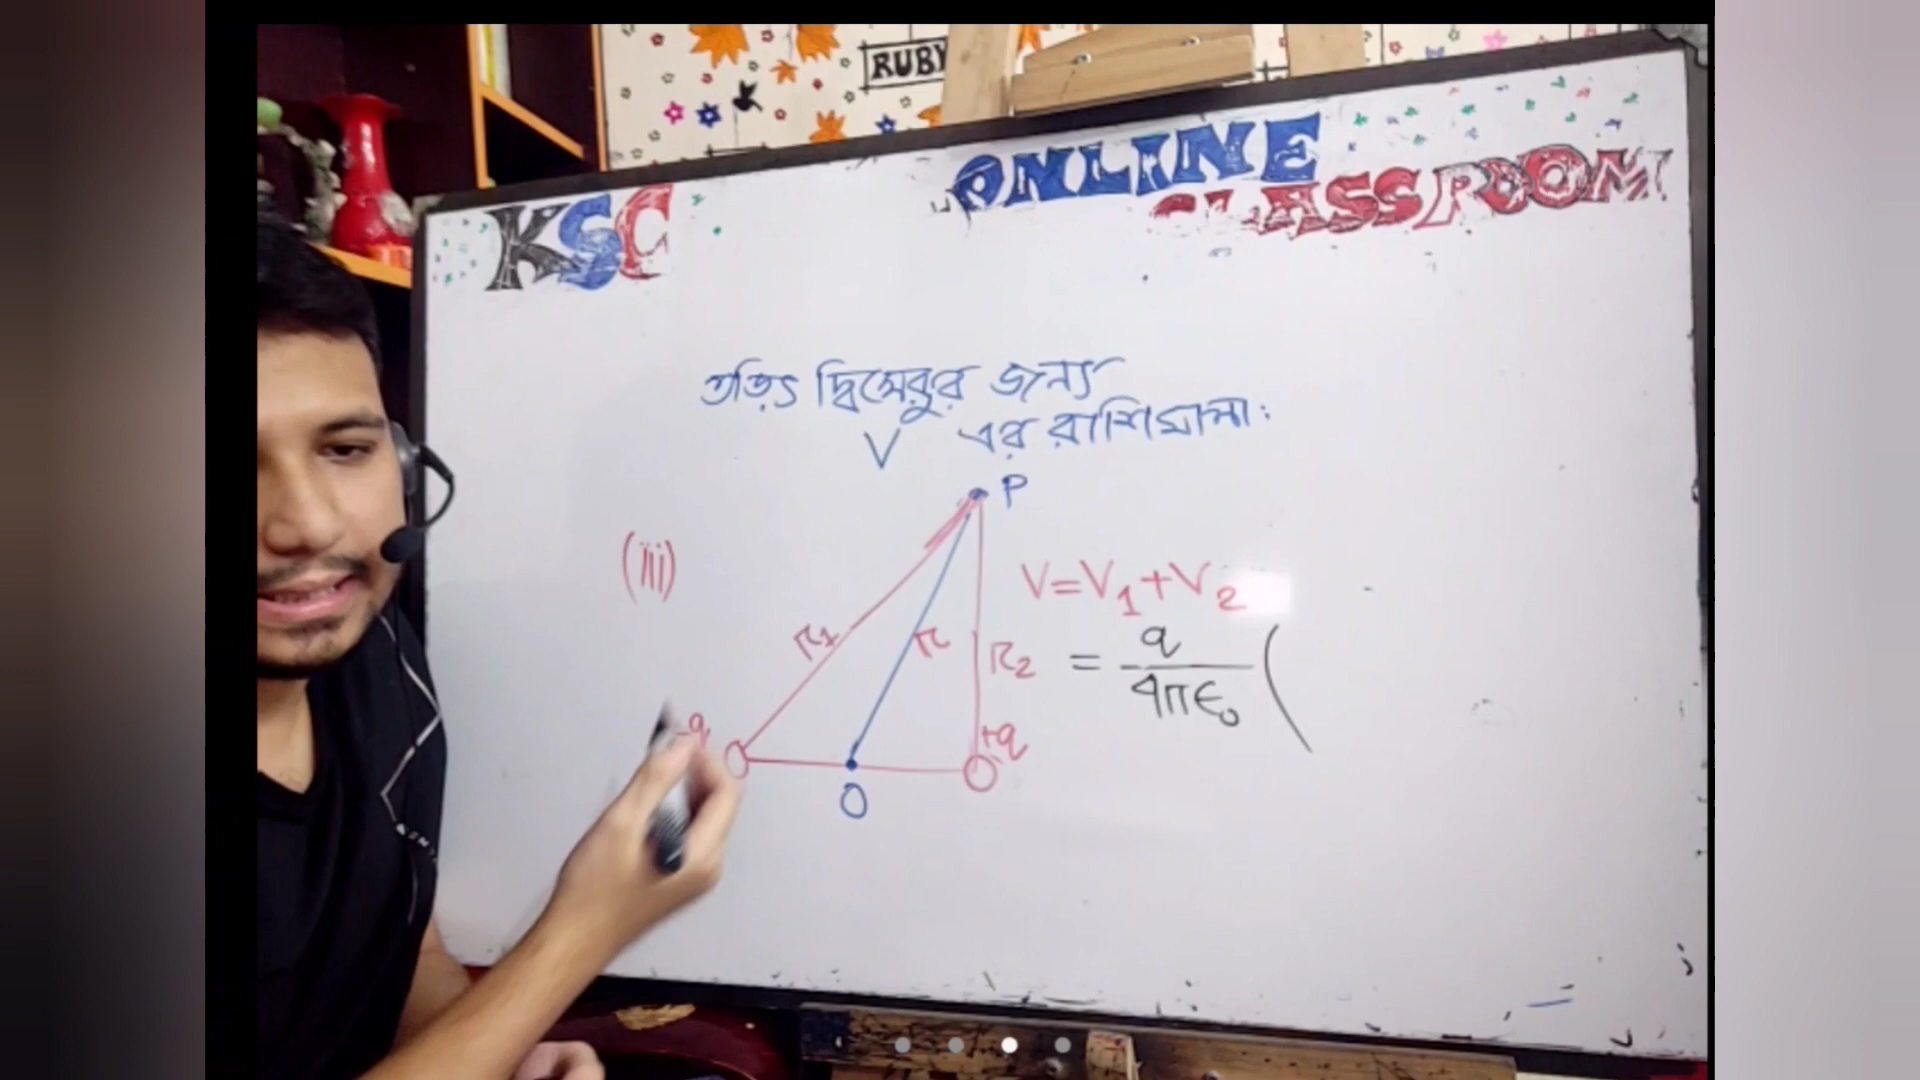 RUBY
KSC
ONLINE
CLASSROOM
তড়িৎ দ্বিমেরুর জন্য
V এর রাশিমালা:
P
(iii)
V=V₁+V₂
r₁
r
r₂
= q/4πϵ₀ (
-q
+q
O